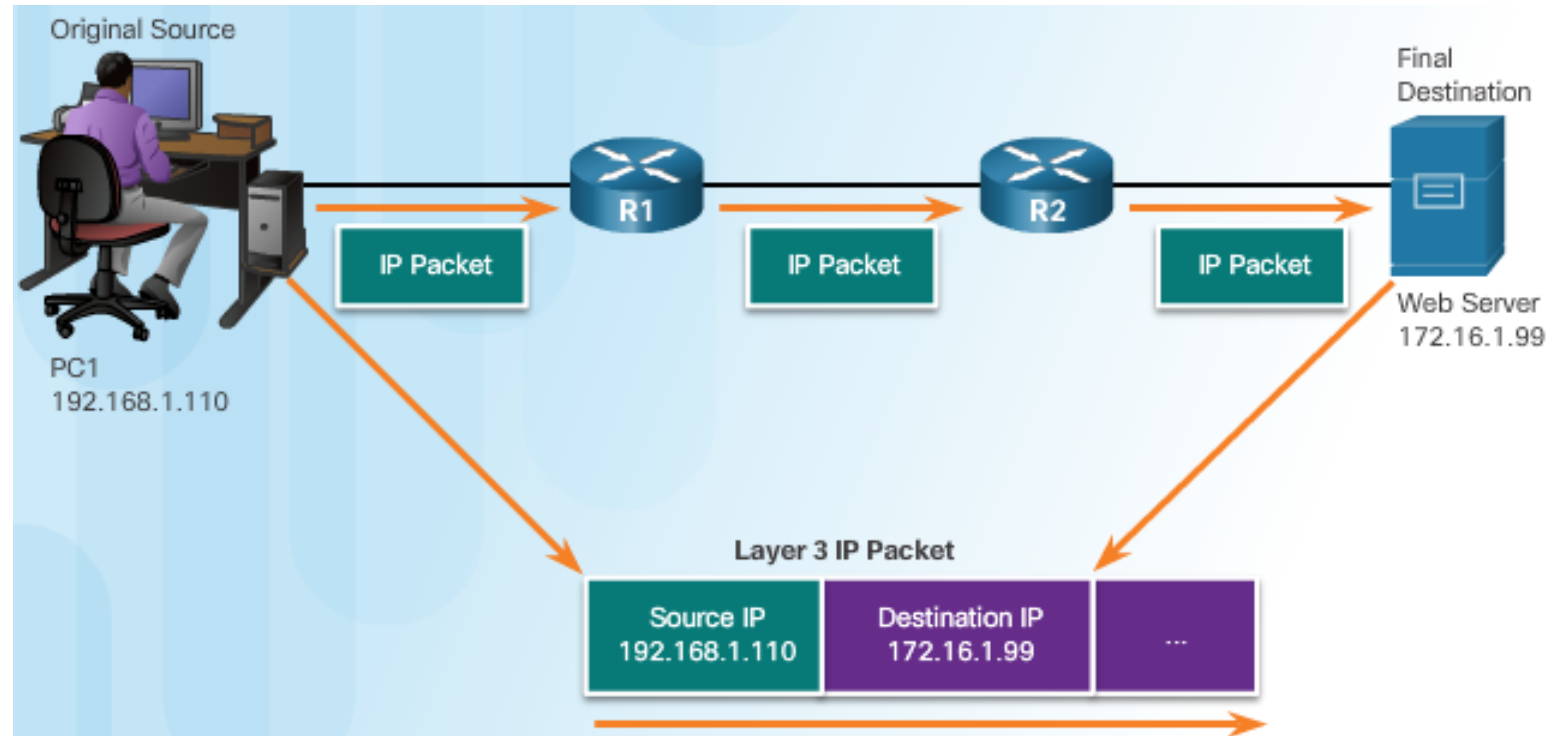 Original Source
Final
Destination
R1
R2
IP Packet
IP Packet
IP Packet
Web Server
172.16.1.99
PC1
192.168.1.110
Layer 3 IP Packet
Source IP
192.168.1.110
Destination IP
172.16.1.99
...